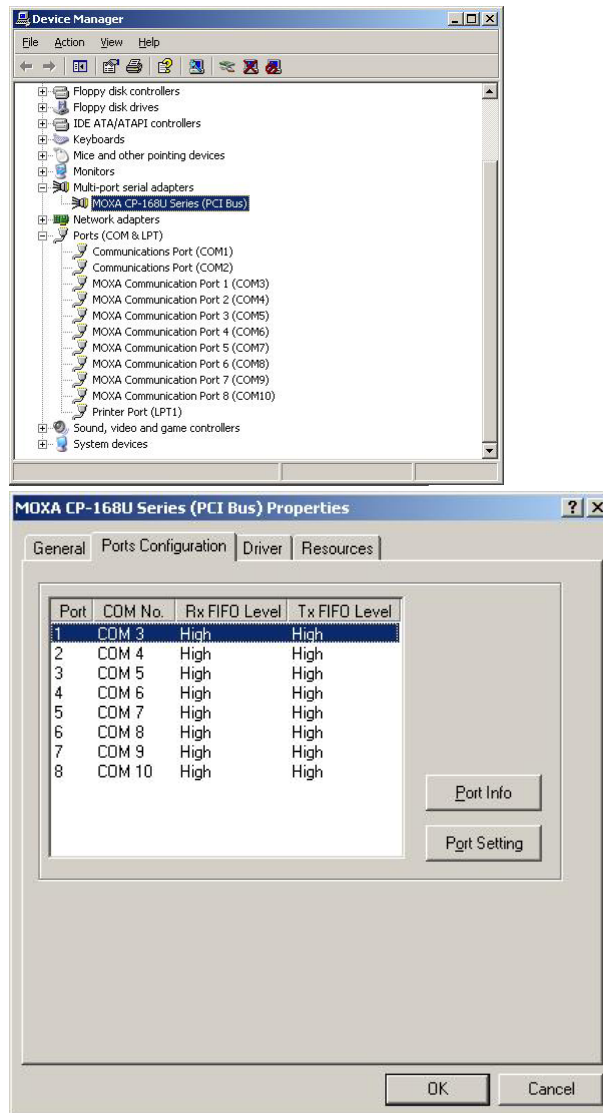 Device Manager
File Action View Help
Floppy disk controllers
Floppy disk drives
IDE ATA/ATAPI controllers
Keyboards
Mice and other pointing devices
Monitors
Multi-port serial adapters
MOXA CP-168U Series (PCI Bus)
Network adapters
Ports (COM & LPT)
Communications Port (COM1)
Communications Port (COM2)
MOXA Communication Port 1 (COM3)
MOXA Communication Port 2 (COM4)
MOXA Communication Port 3 (COM5)
MOXA Communication Port 4 (COM6)
MOXA Communication Port 5 (COM7)
MOXA Communication Port 6 (COM8)
MOXA Communication Port 7 (COM9)
MOXA Communication Port 8 (COM10)
Printer Port (LPT1)
Sound, video and game controllers
System devices
MOXA CP-168U Series (PCI Bus) Properties
General Ports Configuration Driver Resources
Port COM No. Rx FIFO Level Tx FIFO Level
1 COM 3 High High
2 COM 4 High High
3 COM 5 High High
4 COM 6 High High
5 COM 7 High High
6 COM 8 High High
7 COM 9 High High
8 COM 10 High High
Port Info
Port Setting
OK Cancel